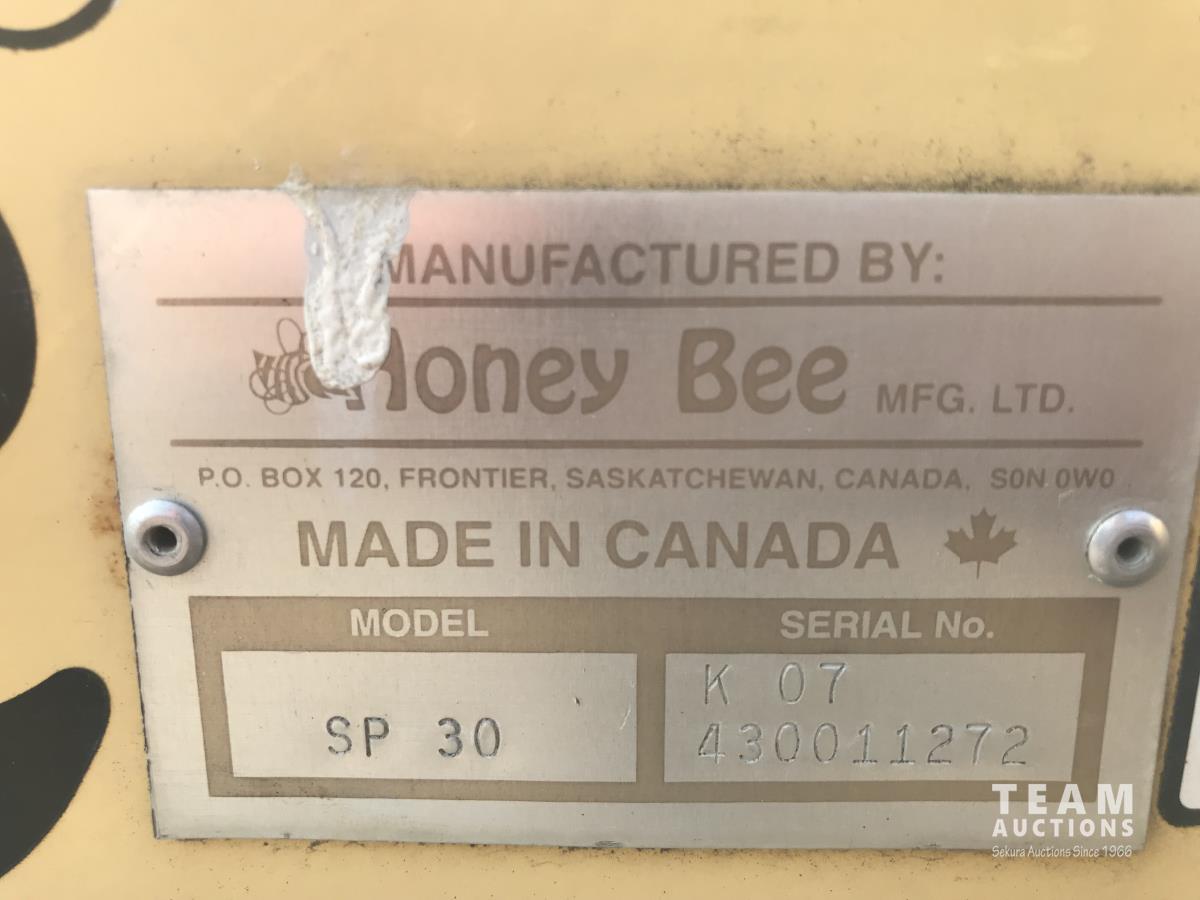 MANUFACTURED BY:
Honey Bee MFG. LTD.
P.O. BOX 120, FRONTIER, SASKATCHEWAN, CANADA, S0N 0W0
MADE IN CANADA
MODEL SERIAL No.
SP 30
K 07
430011272
TEAM
AUCTIONS
Sekura Auctions Since 1966